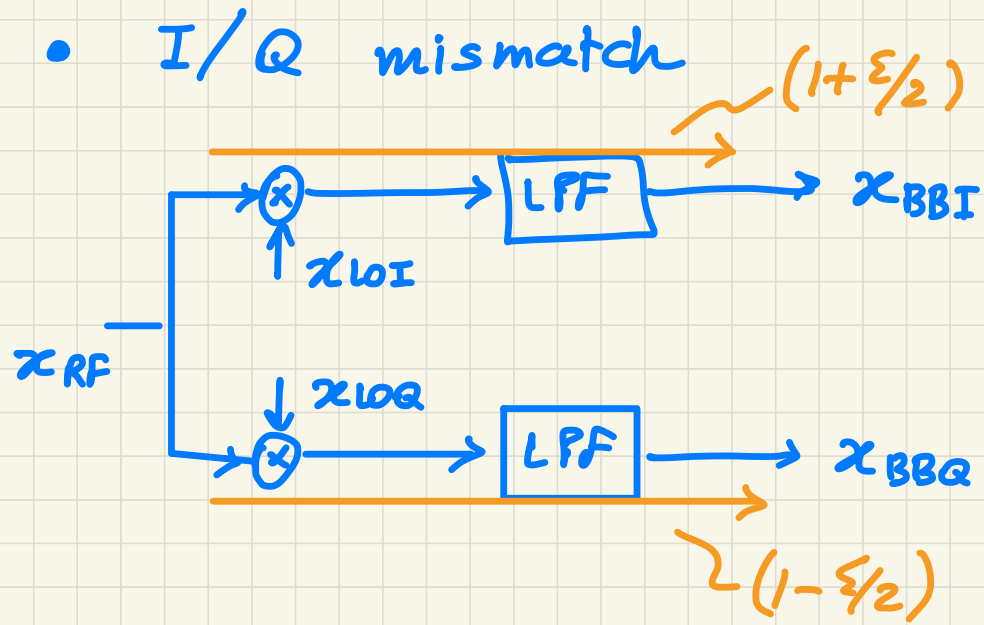 • I/Q mismatch
(1+ ε/2)
x LPF x_BBI
x_LOI
x_RF
x_LOQ
x LPF x_BBQ
(1- ε/2)